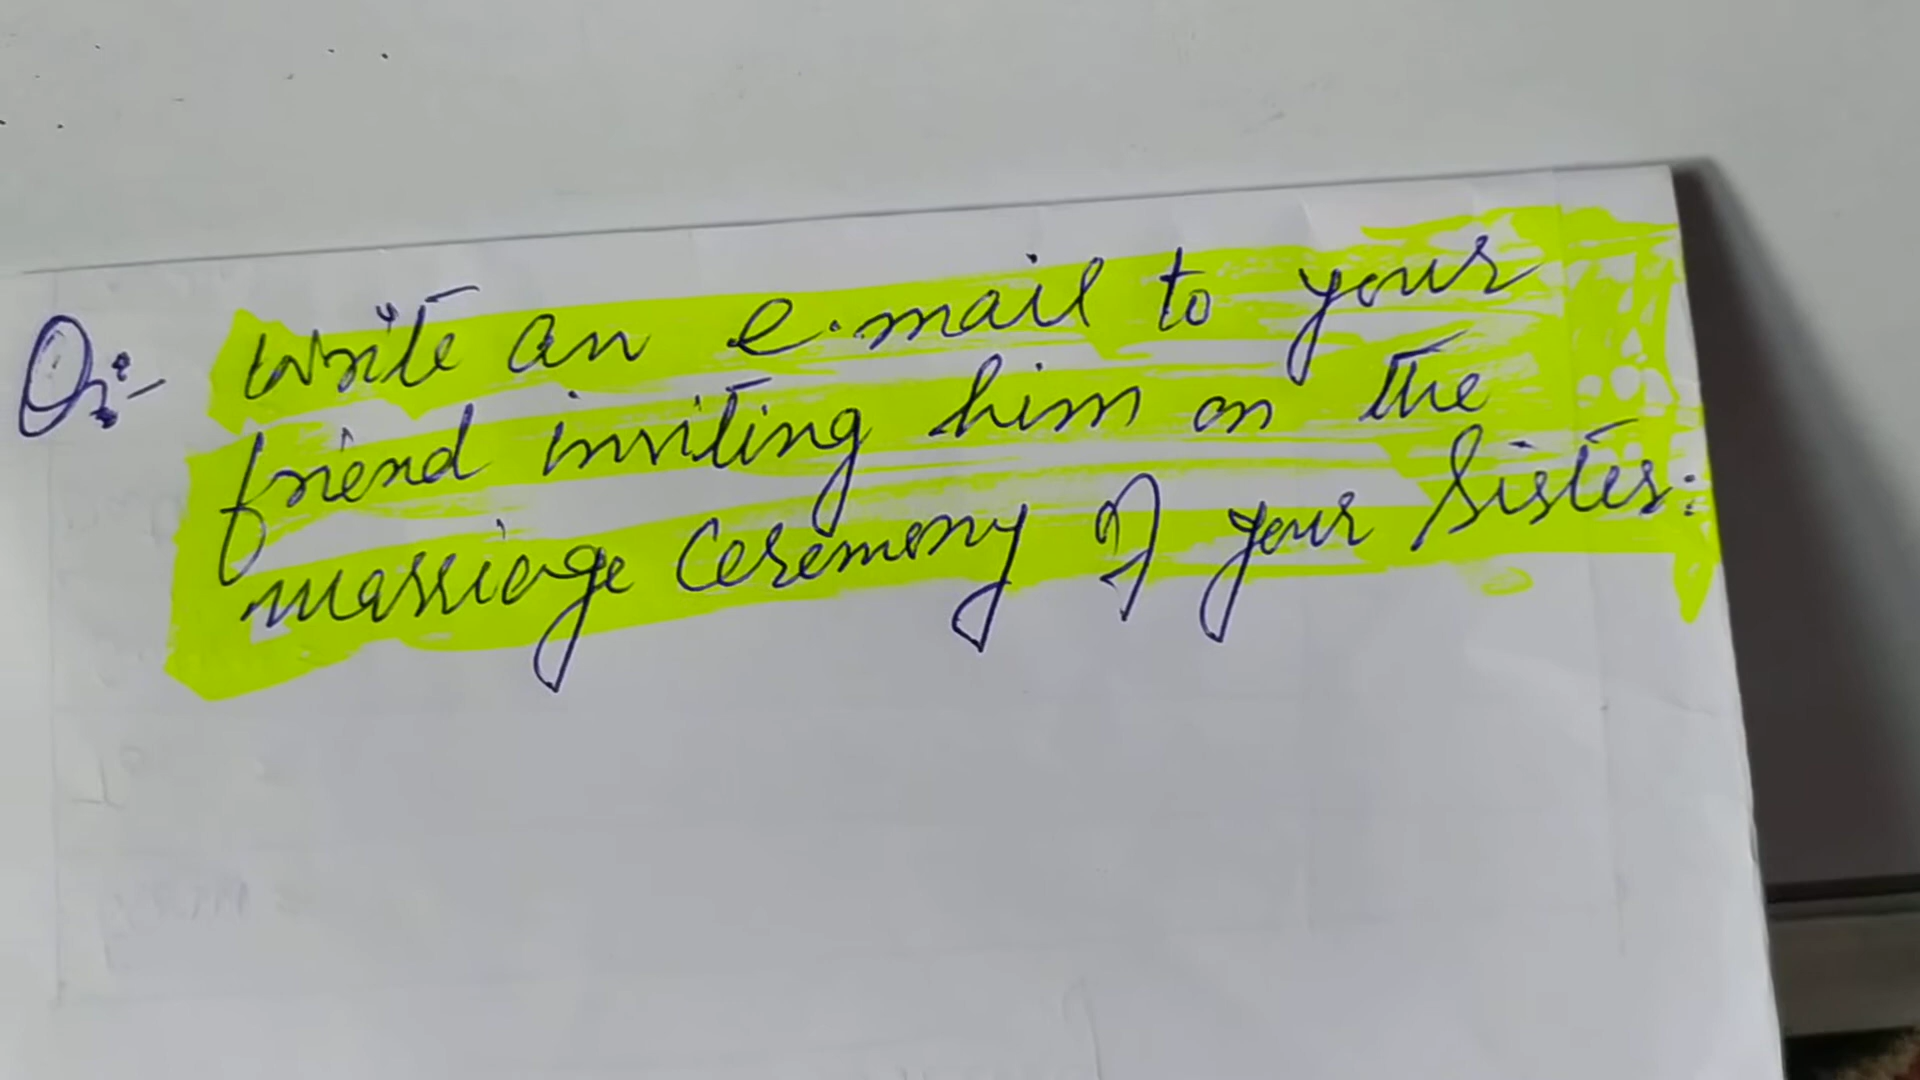 Q:- Write an e.mail to your
friend inviting him on the
marriage ceremony of your sister.